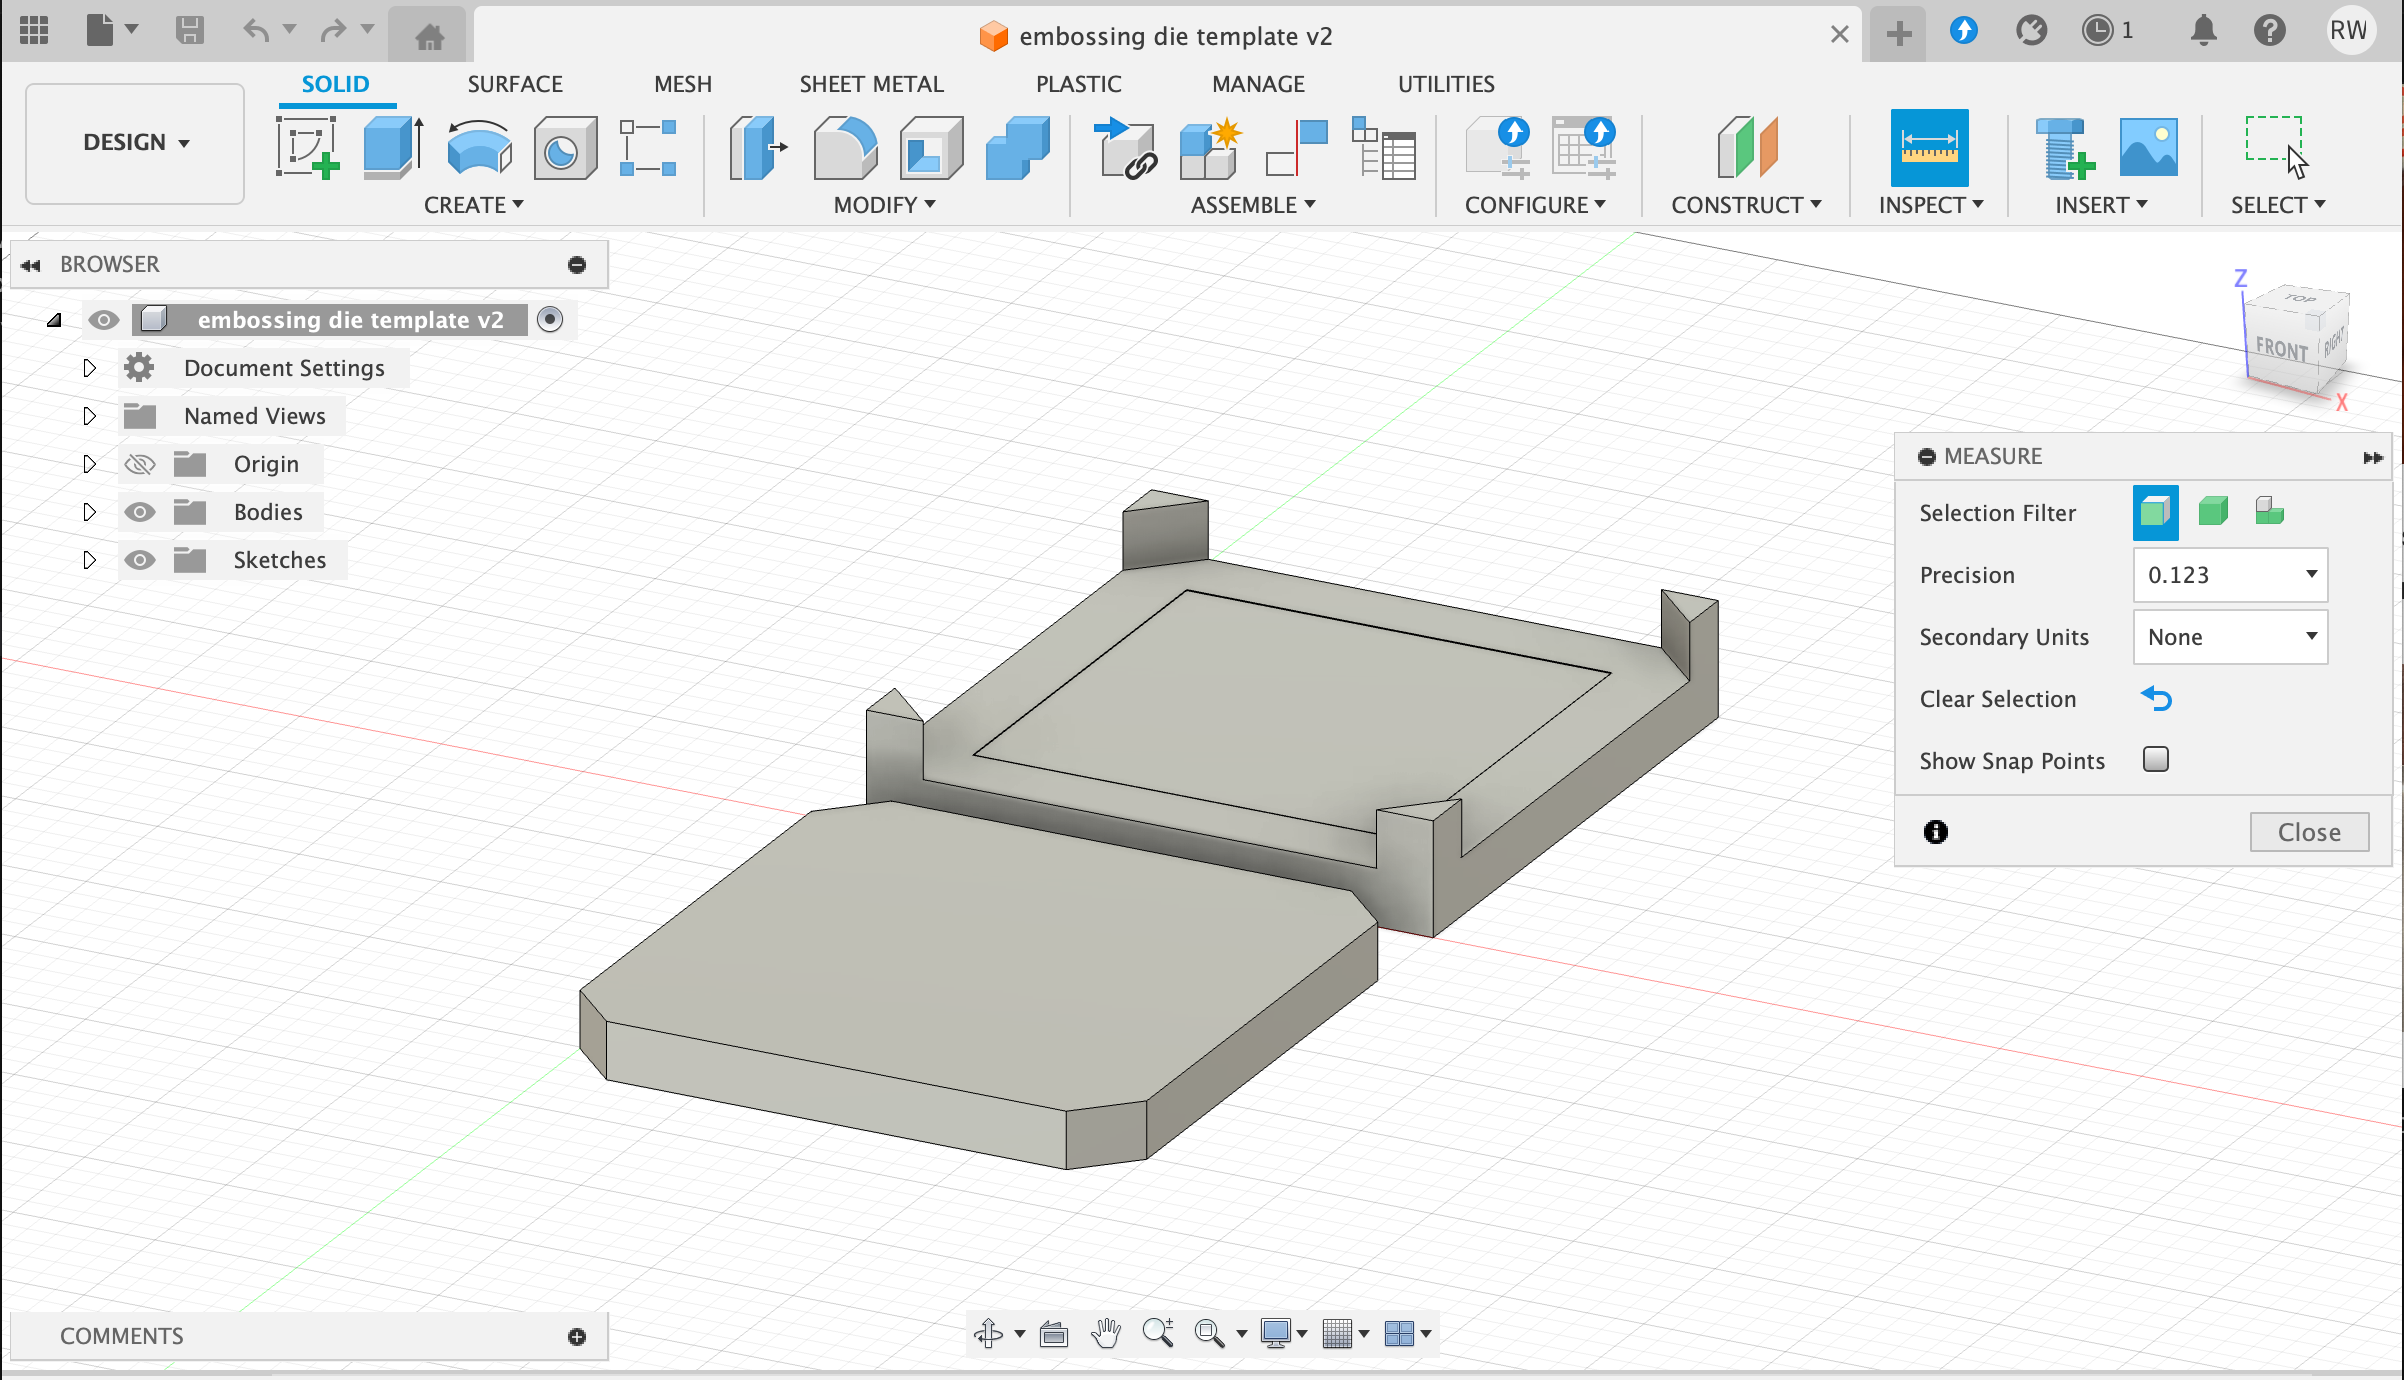 embossing die template v2
1
RW
DESIGN
SOLID
SURFACE
MESH
SHEET METAL
PLASTIC
MANAGE
UTILITIES
CREATE
MODIFY
ASSEMBLE
CONFIGURE
CONSTRUCT
INSPECT
INSERT
SELECT
BROWSER
embossing die template v2
Document Settings
Named Views
Origin
Bodies
Sketches
Z
TOP
FRONT
RIGHT
X
MEASURE
Selection Filter
Precision
0.123
Secondary Units
None
Clear Selection
Show Snap Points
Close
COMMENTS